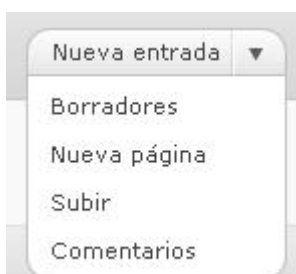 Nueva entrada
Borradores
Nueva página
Subir
Comentarios